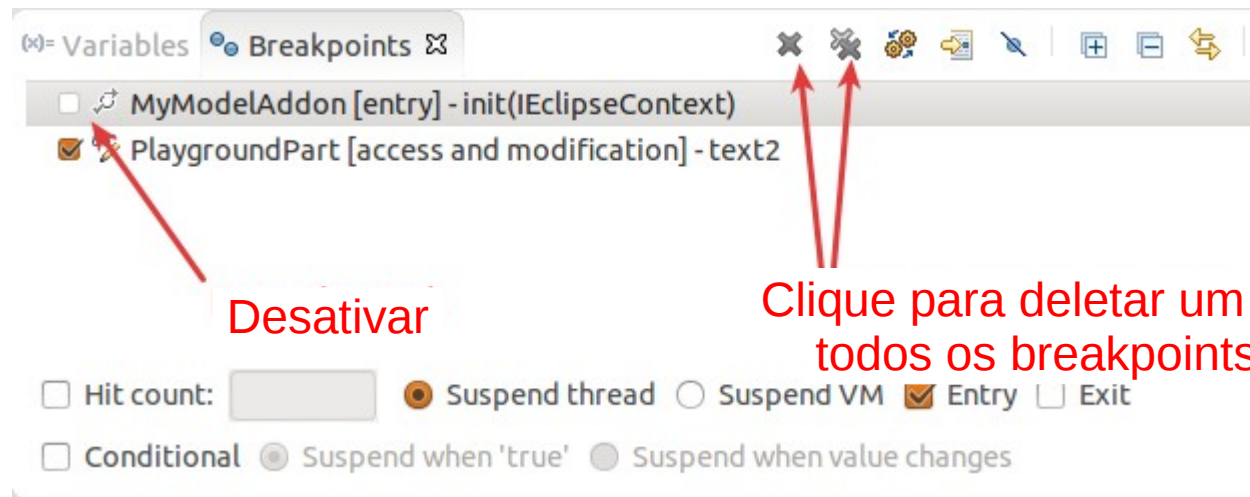 (x)= Variables Breakpoints
MyModelAddon [entry] - init(IEclipseContext)
PlaygroundPart [access and modification] - text2
Desativar
Clique para deletar um
todos os breakpoints
Hit count: Suspend thread Suspend VM Entry Exit
Conditional Suspend when 'true' Suspend when value changes